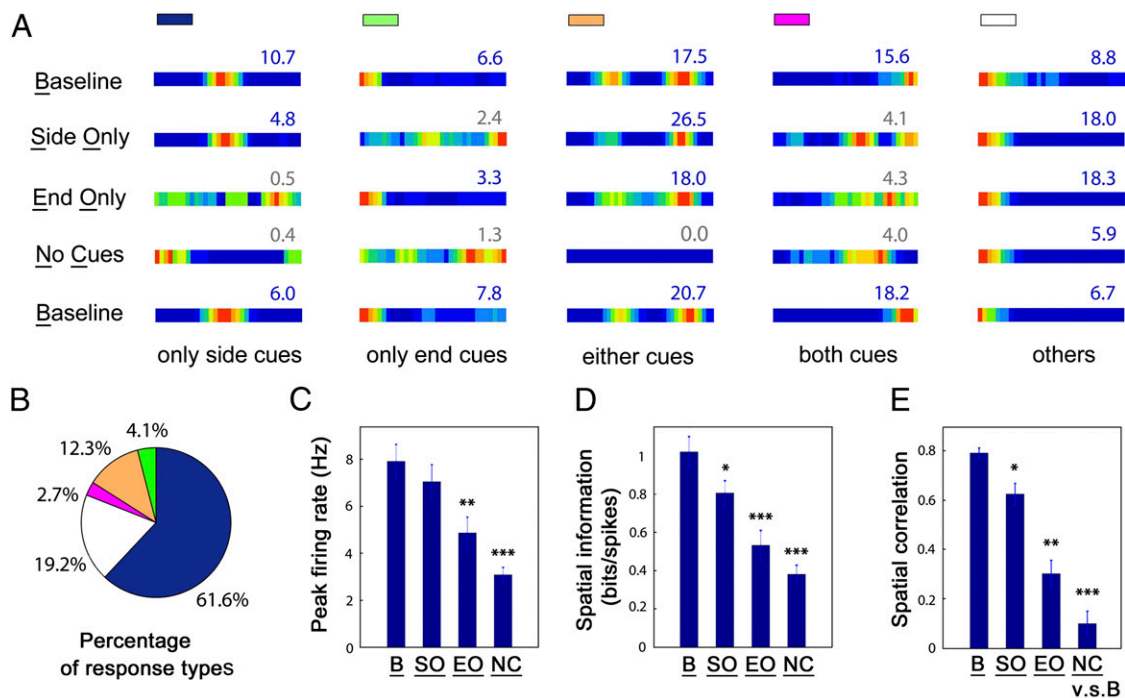 A
10.7 6.6 17.5 15.6 8.8
Baseline
4.8 2.4 26.5 4.1 18.0
Side Only
0.5 3.3 18.0 4.3 18.3
End Only
0.4 1.3 0.0 4.0 5.9
No Cues
6.0 7.8 20.7 18.2 6.7
Baseline
only side cues only end cues either cues both cues others
B
4.1%
12.3%
2.7%
19.2%
61.6%
Percentage
of response types
C
Peak firing rate (Hz)
8
6
4
2
0
**
***
B SO EO NC
D
Spatial information
(bits/spikes)
1
0.8
0.6
0.4
0.2
0
*
***
***
B SO EO NC
E
Spatial correlation
0.8
0.6
0.4
0.2
0
*
**
***
B SO EO NC
v.s.B